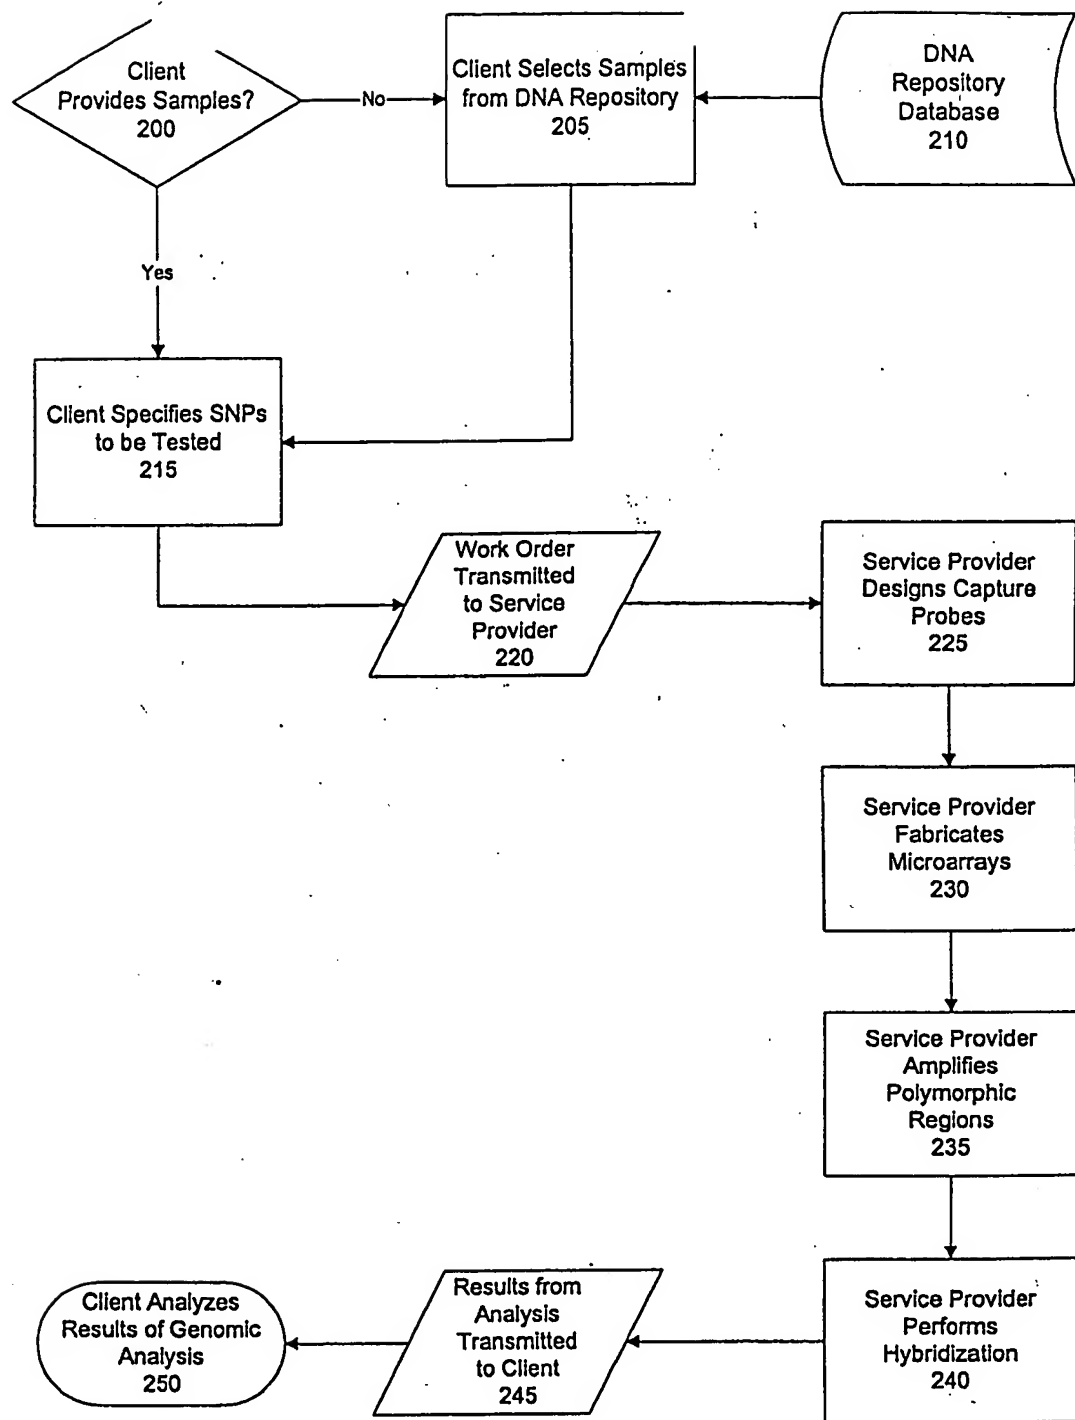 Client
Provides Samples?
200
No
Client Selects Samples
from DNA Repository
205
DNA
Repository
Database
210
Yes
Client Specifies SNPs
to be Tested
215
Work Order
Transmitted
to Service
Provider
220
Service Provider
Designs Capture
Probes
225
Service Provider
Fabricates
Microarrays
230
Service Provider
Amplifies
Polymorphic
Regions
235
Service Provider
Performs
Hybridization
240
Results from
Analysis
Transmitted
to Client
245
Client Analyzes
Results of Genomic
Analysis
250